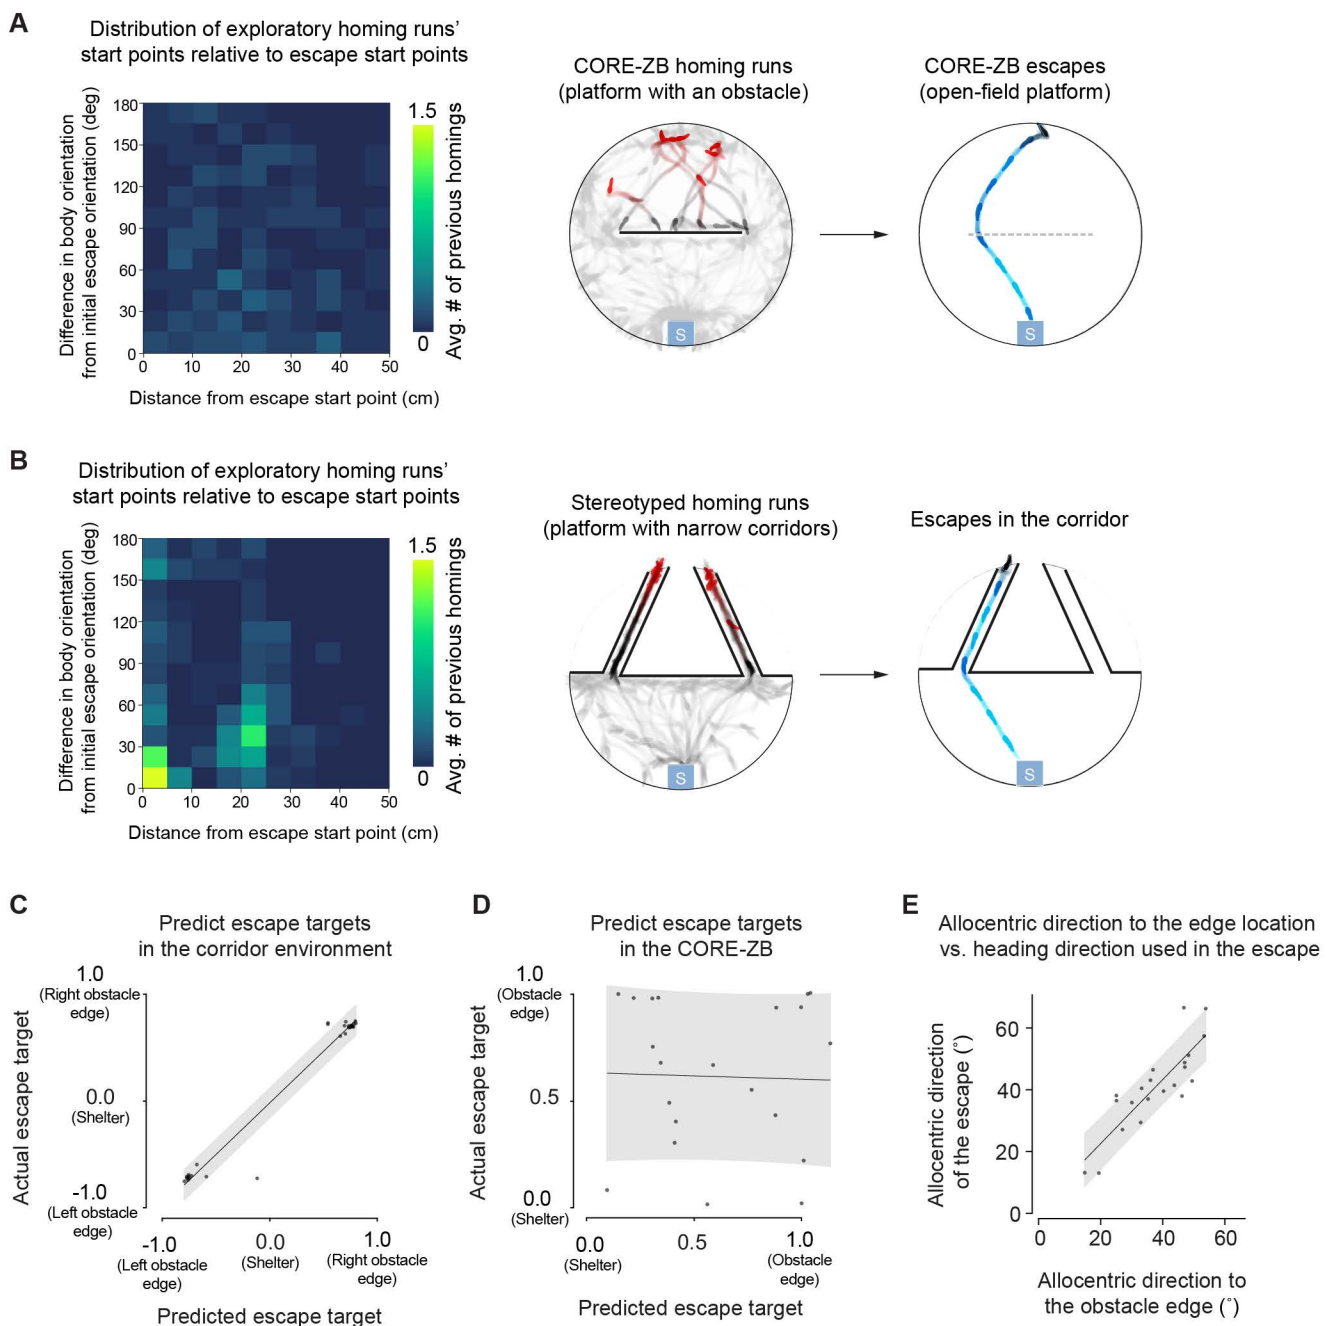 A
Distribution of exploratory homing runs'
start points relative to escape start points
Difference in body orientation
from initial escape orientation (deg)
180
150
120
90
60
30
0
0 10 20 30 40 50
Distance from escape start point (cm)
1.5
0
Avg. # of previous homings
CORE-ZB homing runs
(platform with an obstacle)
S
CORE-ZB escapes
(open-field platform)
S
B
Distribution of exploratory homing runs'
start points relative to escape start points
Difference in body orientation
from initial escape orientation (deg)
180
150
120
90
60
30
0
0 10 20 30 40 50
Distance from escape start point (cm)
1.5
0
Avg. # of previous homings
Stereotyped homing runs
(platform with narrow corridors)
S
Escapes in the corridor
S
C
Predict escape targets
in the corridor environment
Actual escape target
1.0
(Right obstacle
edge)
0.0
(Shelter)
-1.0
(Left obstacle
edge)
-1.0 0.0 1.0
(Left obstacle (Shelter) (Right obstacle
edge) edge)
Predicted escape target
D
Predict escape targets
in the CORE-ZB
Actual escape target
1.0
(Obstacle
edge)
0.5
0.0
(Shelter)
0.0 0.5 1.0
(Shelter) (Obstacle
edge)
Predicted escape target
E
Allocentric direction to the edge location
vs. heading direction used in the escape
Allocentric direction
of the escape (°)
60
40
20
0
0 20 40 60
Allocentric direction to
the obstacle edge (°)